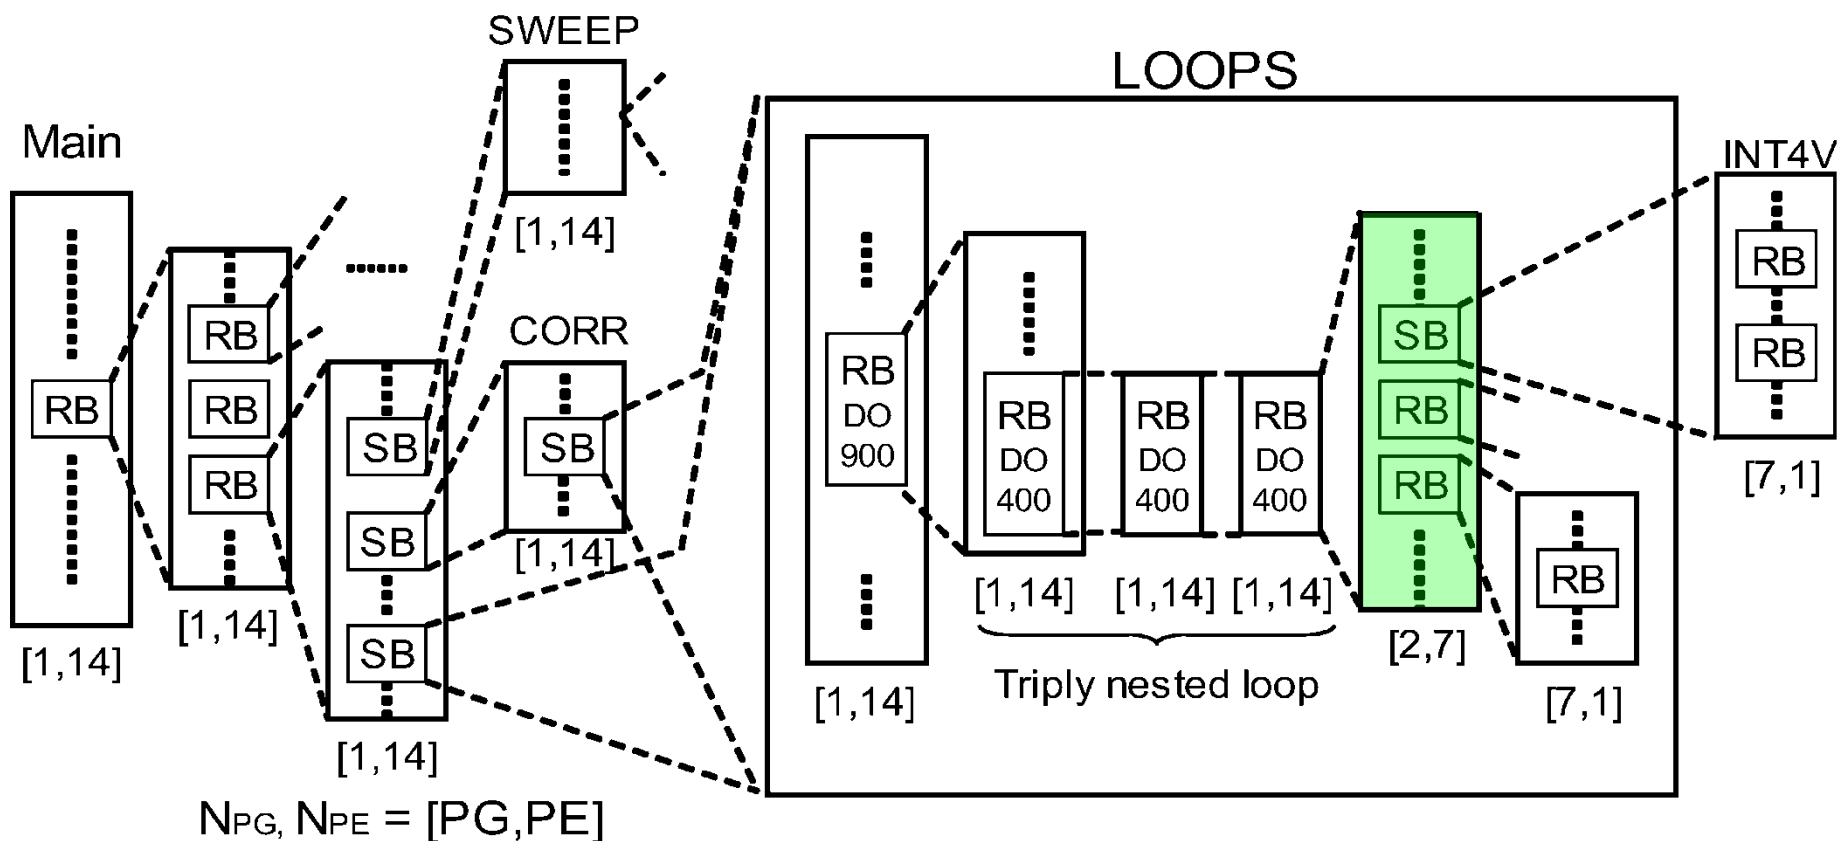 SWEEP
LOOPS
Main
INT4V
[1,14]
RB
RB
RB
RB
CORR
RB
SB
SB
RB
DO
900
RB
DO
400
RB
DO
400
RB
DO
400
SB
RB
RB
RB
RB
[7,1]
SB
[1,14]
SB
RB
[1,14]
[1,14]
[1,14]
[1,14]
[1,14]
[2,7]
[1,14]
Triply nested loop
[1,14]
[7,1]
[1,14]
NPG, NPE = [PG,PE]